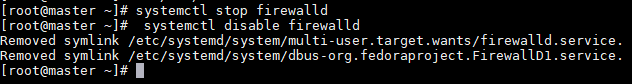 [root@master ~]# systemctl stop firewalld
[root@master ~]#  systemctl disable firewalld
Removed symlink /etc/systemd/system/multi-user.target.wants/firewalld.service.
Removed symlink /etc/systemd/system/dbus-org.fedoraproject.FirewallD1.service.
[root@master ~]#